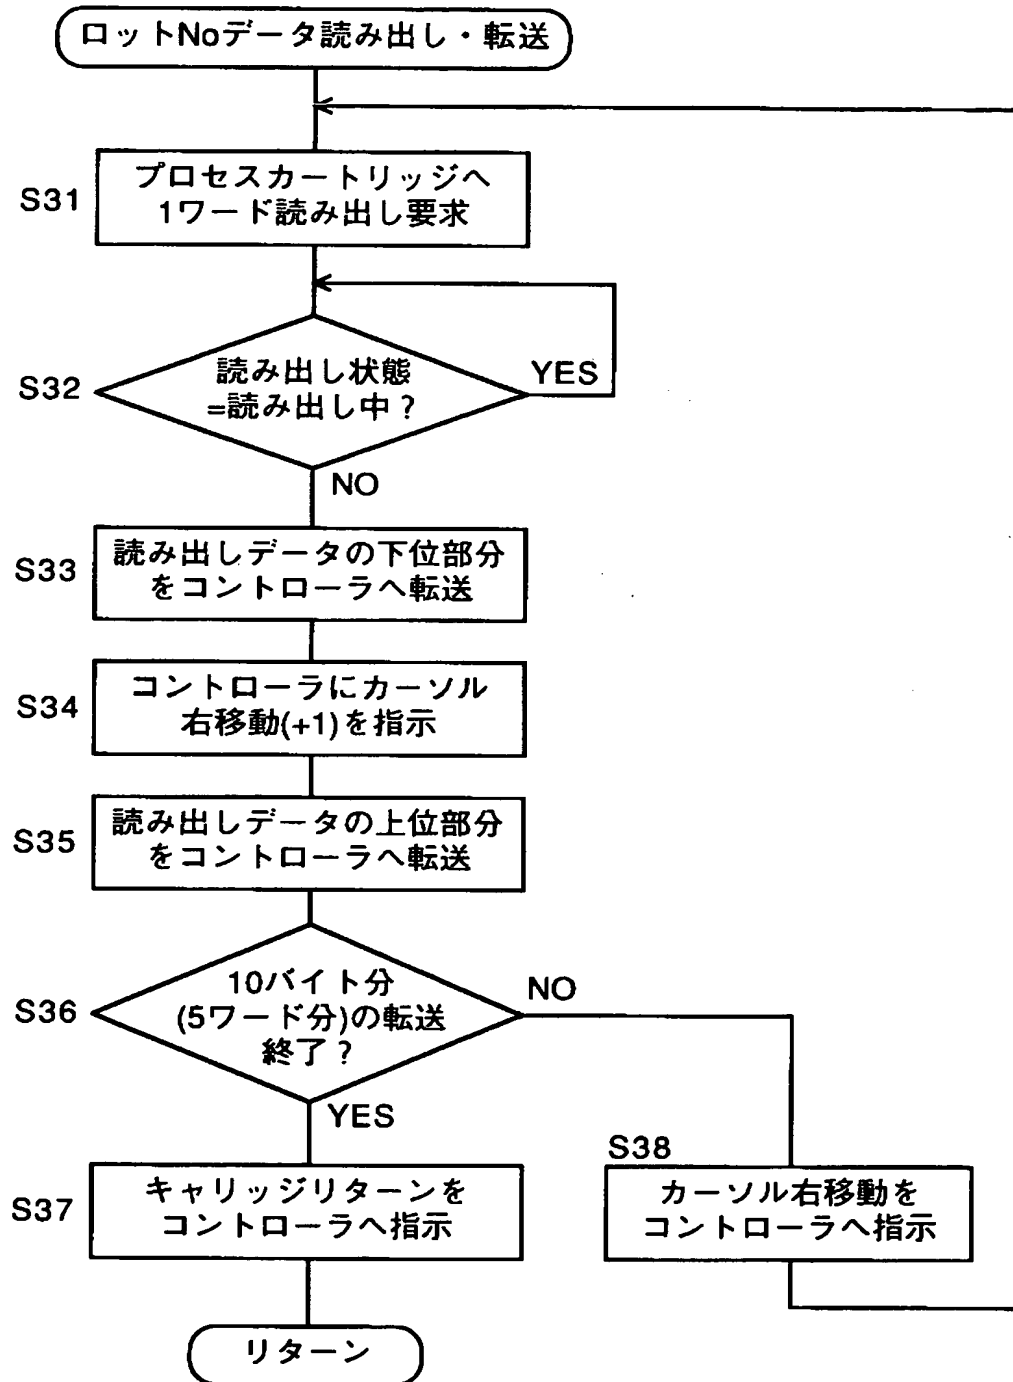 ロットNoデータ読み出し・転送
S31
プロセスカートリッジへ
1ワード読み出し要求
S32
読み出し状態
=読み出し中？
YES
NO
S33
読み出しデータの下位部分
をコントローラへ転送
S34
コントローラにカーソル
右移動(+1)を指示
S35
読み出しデータの上位部分
をコントローラへ転送
S36
10バイト分
(5ワード分)の転送
終了？
NO
YES
S37
キャリッジリターンを
コントローラへ指示
S38
カーソル右移動を
コントローラへ指示
リターン